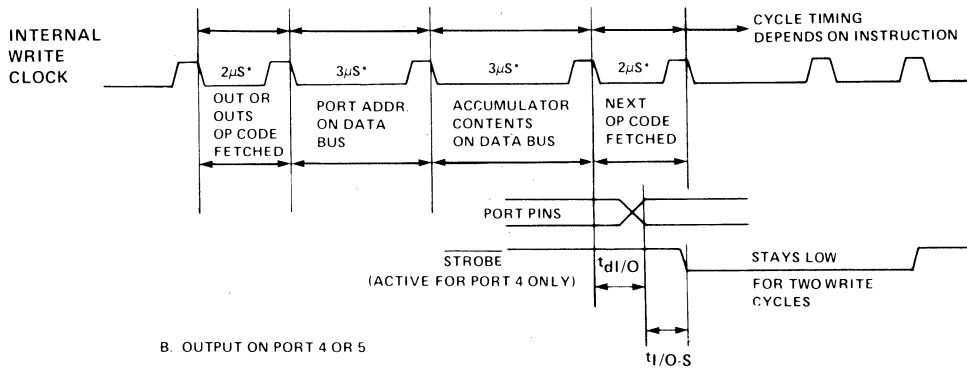 INTERNAL
WRITE
CLOCK
CYCLE TIMING
DEPENDS ON INSTRUCTION
2μS*
3μS*
3μS*
2μS*
OUT OR
OUTS
OP CODE
FETCHED
PORT ADDR.
ON DATA
BUS
ACCUMULATOR
CONTENTS
ON DATA BUS
NEXT
OP CODE
FETCHED
PORT PINS
STROBE
(ACTIVE FOR PORT 4 ONLY)
tdI/O
STAYS LOW
FOR TWO WRITE
CYCLES
tI/O-S
B. OUTPUT ON PORT 4 OR 5